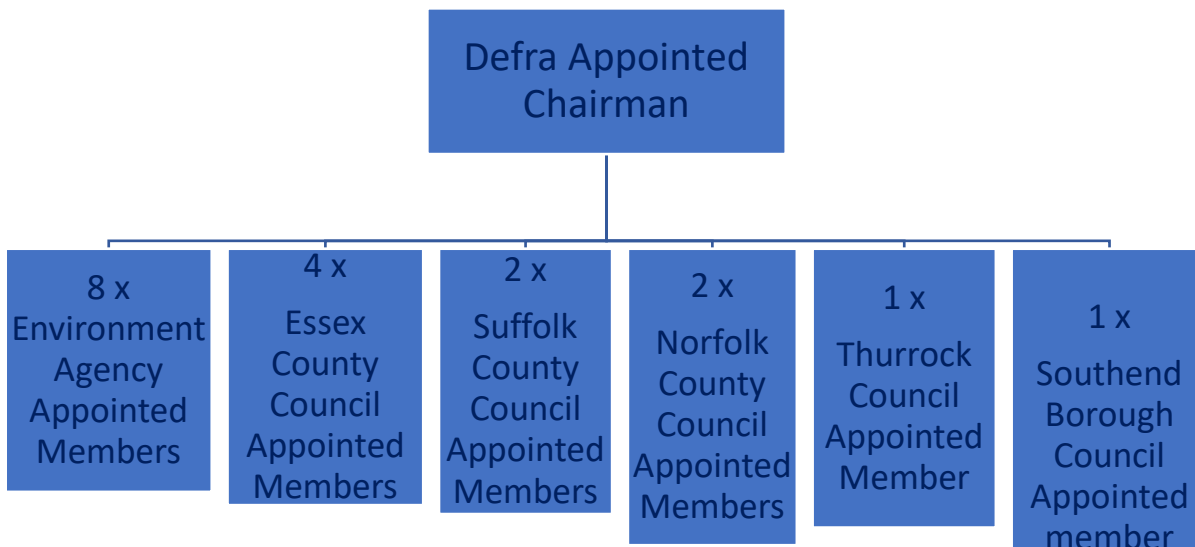 Defra Appointed
Chairman
8 x
Environment
Agency
Appointed
Members
4 x
Essex
County
Council
Appointed
Members
2 x
Suffolk
County
Council
Appointed
Members
2 x
Norfolk
County
Council
Appointed
Members
1 x
Thurrock
Council
Appointed
Member
1 x
Southend
Borough
Council
Appointed
member